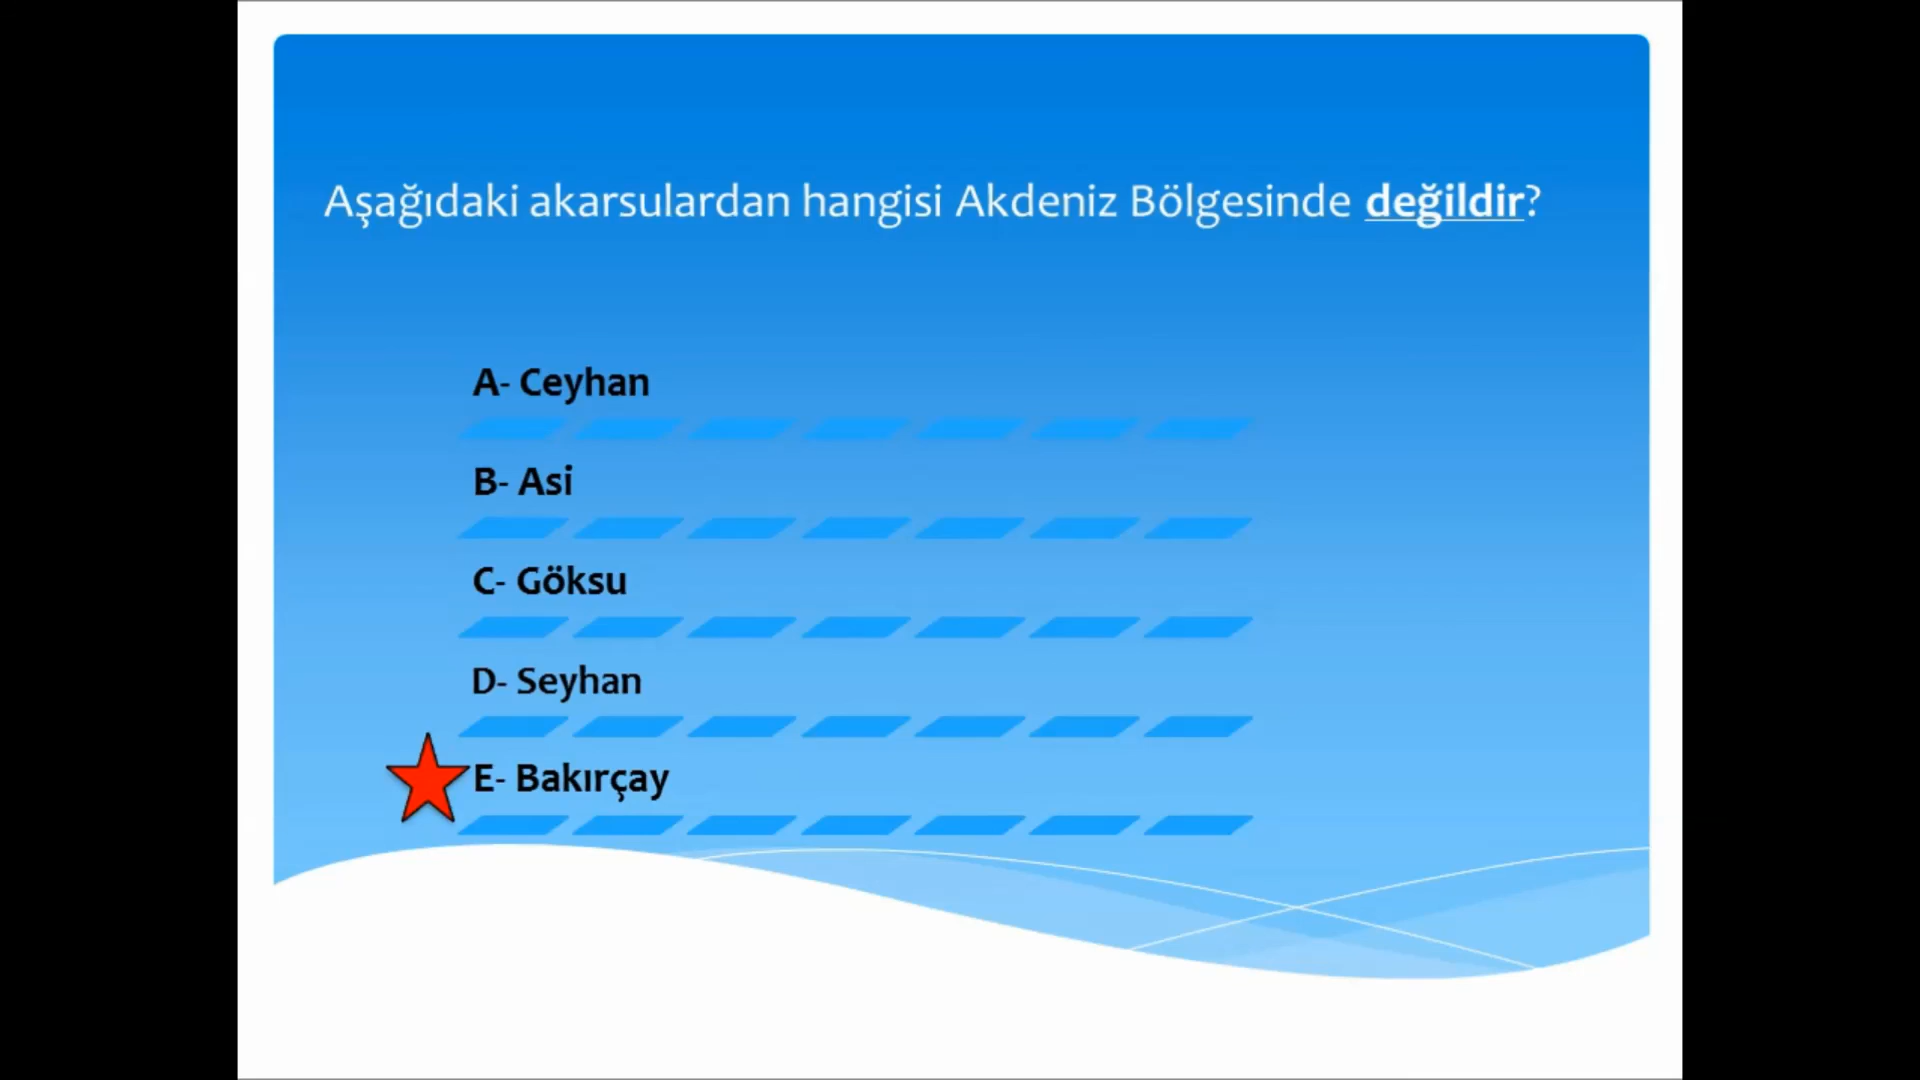 Aşağıdaki akarsulardan hangisi Akdeniz Bölgesinde değildir?
A- Ceyhan
B- Asi
C- Göksu
D- Seyhan
E- Bakırçay